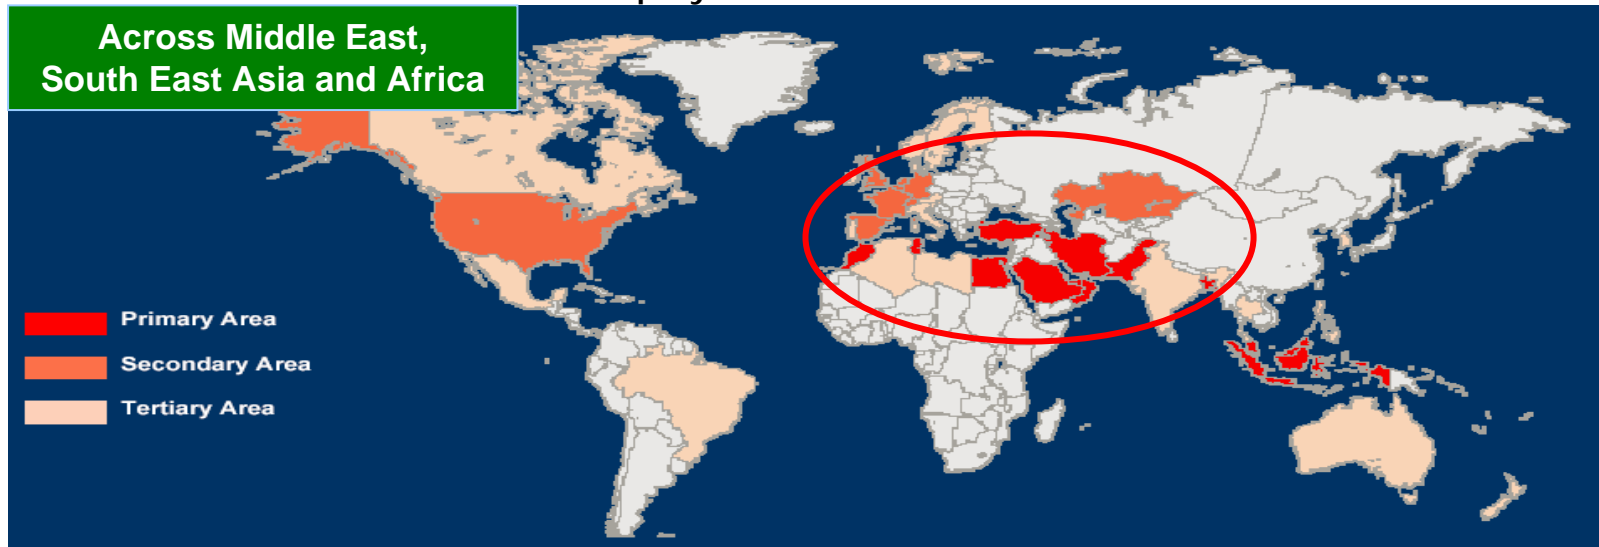 Across Middle East,
South East Asia and Africa
Primary Area
Secondary Area
Tertiary Area